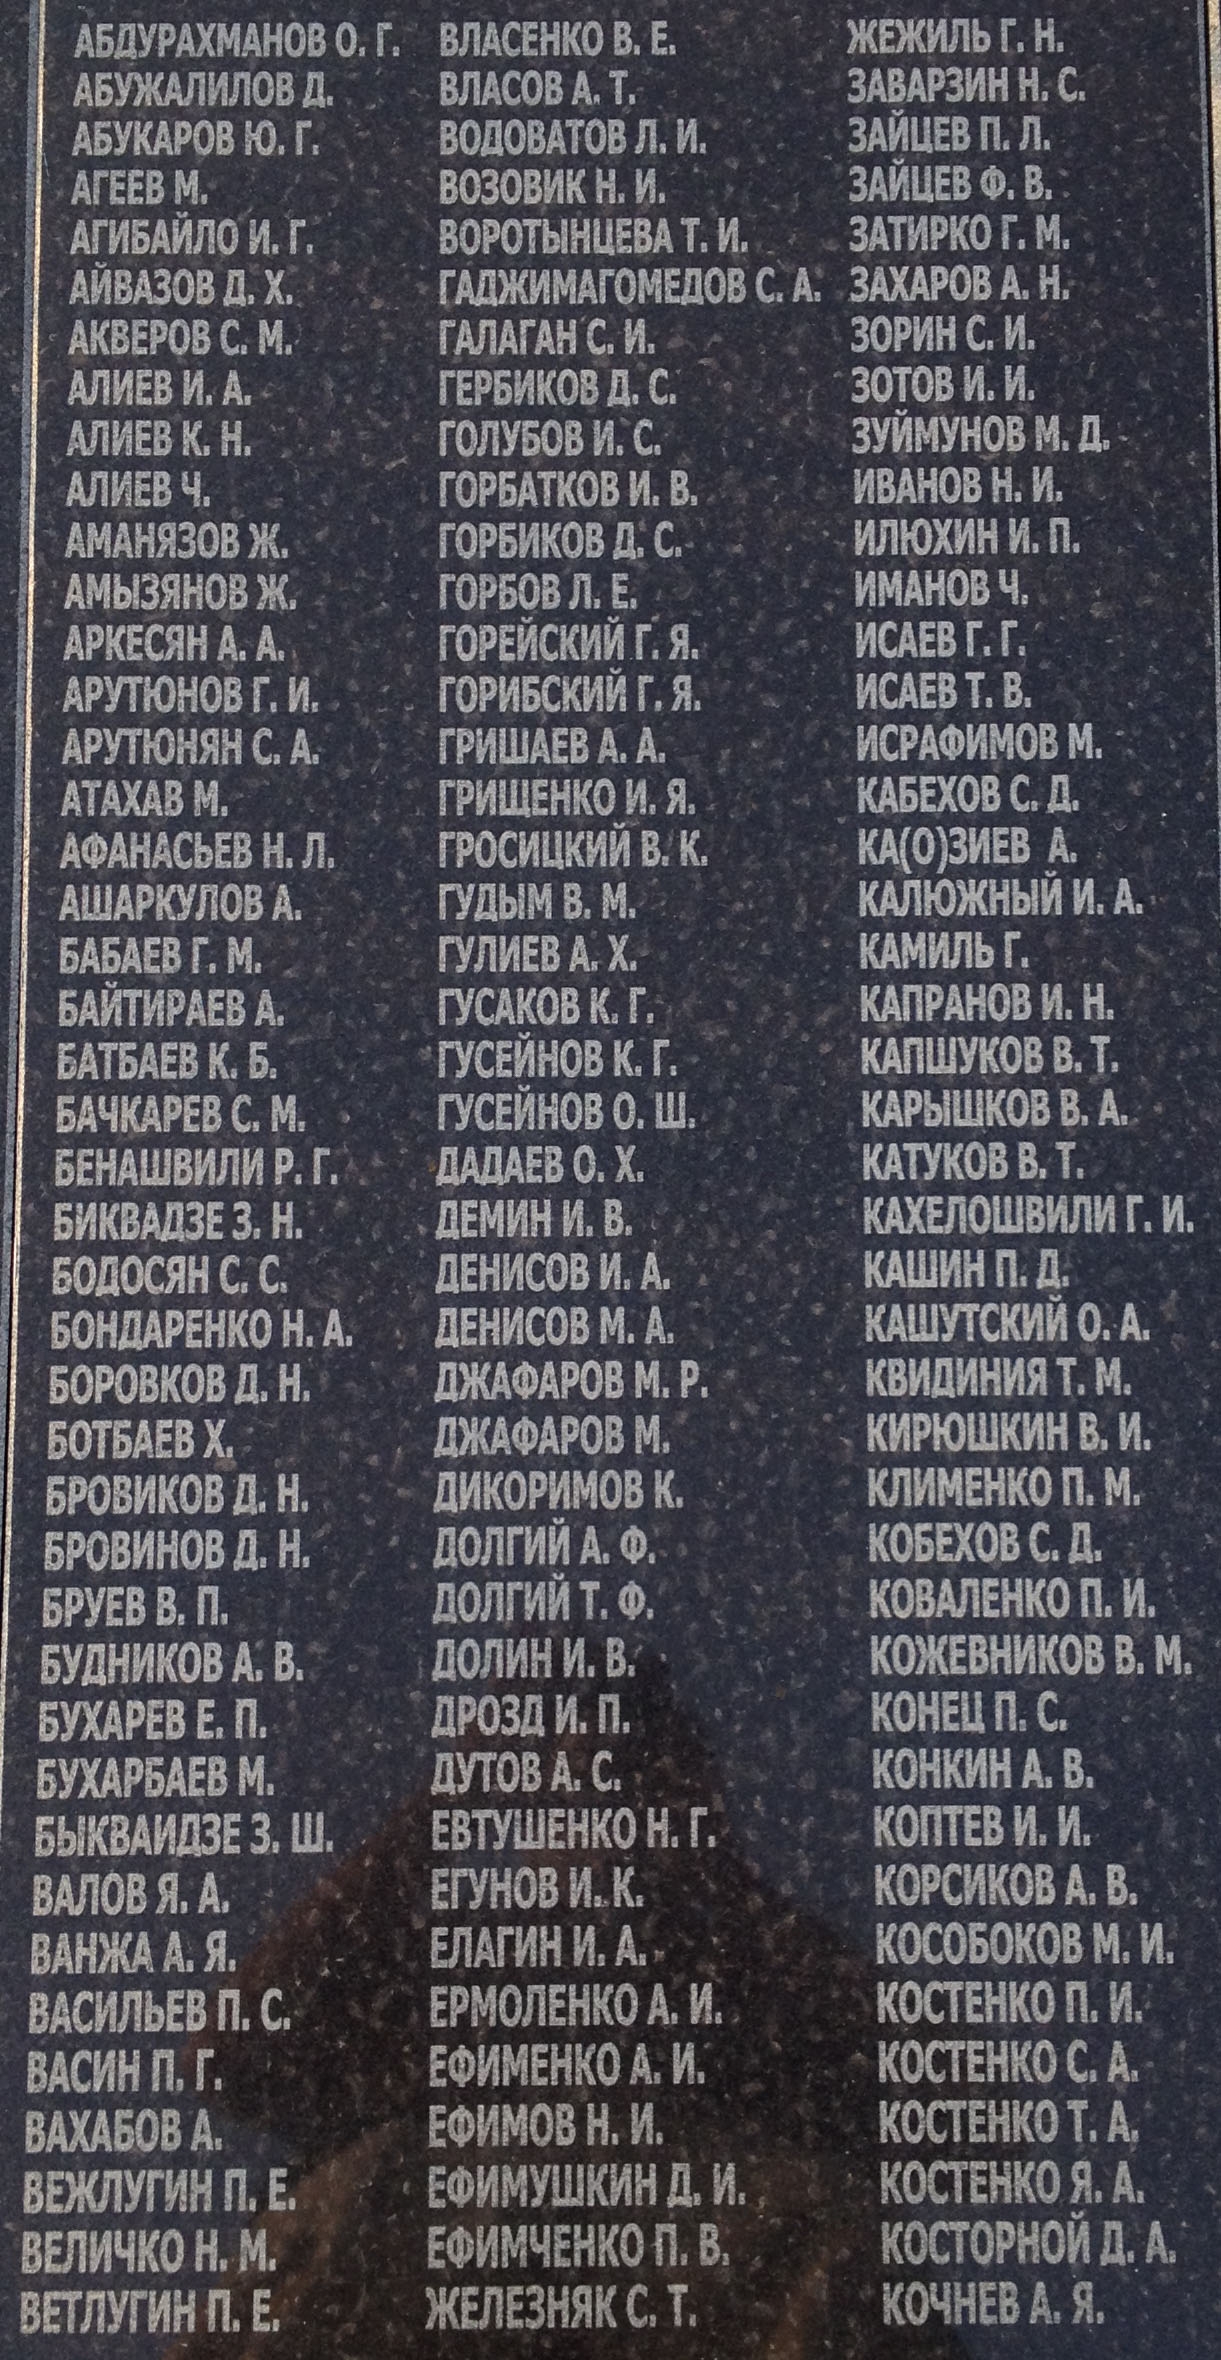 АБДУРАХМАНОВ О. Г.
АБУЖАЛИЛОВ Д.
АБУКАРОВ Ю. Г.
АГЕЕВ М.
АГИБАЙЛО И. Г.
АЙВАЗОВ Д. Х.
АКВЕРОВ С. М.
АЛИЕВ И. А.
АЛИЕВ К. Н.
АЛИЕВ Ч.
АМАНЯЗОВ Ж.
АМЫЗЯНОВ Ж.
АРКЕСЯН А. А.
АРУТЮНОВ Г. И.
АРУТЮНЯН С. А.
АТАХАВ М.
АФАНАСЬЕВ Н. Л.
АШАРКУЛОВ А.
БАБАЕВ Г. М.
БАЙТИРАЕВ А.
БАТБАЕВ К. Б.
БАЧКАРЕВ С. М.
БЕНАШВИЛИ Р. Г.
БИКВАДЗЕ З. Н.
БОДОСЯН С. С.
БОНДАРЕНКО Н. А.
БОРОВКОВ Д. Н.
БОТБАЕВ Х.
БРОВИКОВ Д. Н.
БРОВИНОВ Д. Н.
БРУЕВ В. П.
БУДНИКОВ А. В.
БУХАРЕВ Е. П.
БУХАРБАЕВ М.
БЫКВАИДЗЕ З. Ш.
ВАЛОВ Я. А.
ВАНЖА А. Я.
ВАСИЛЬЕВ П. С.
ВАСИН П. Г.
ВАХАБОВ А.
ВЕЖЛУГИН П. Е.
ВЕЛИЧКО Н. М.
ВЕТЛУГИН П. Е.
ВЛАСЕНКО В. Е.
ВЛАСОВ А. Т.
ВОДОВАТОВ Л. И.
ВОЗОВИК Н. И.
ВОРОТЫНЦЕВА Т. И.
ГАДЖИМАГОМЕДОВ С. А.
ГАЛАГАН С. И.
ГЕРБИКОВ Д. С.
ГОЛУБОВ И. С.
ГОРБАТКОВ И. В.
ГОРБИКОВ Д. С.
ГОРБОВ Л. Е.
ГОРЕЙСКИЙ Г. Я.
ГОРИБСКИЙ Г. Я.
ГРИШАЕВ А. А.
ГРИЩЕНКО И. Я.
ГРОСИЦКИЙ В. К.
ГУДЫМ В. М.
ГУЛИЕВ А. Х.
ГУСАКОВ К. Г.
ГУСЕЙНОВ К. Г.
ГУСЕЙНОВ О. Ш.
ДАДАЕВ О. Х.
ДЕМИН И. В.
ДЕНИСОВ И. А.
ДЕНИСОВ М. А.
ДЖАФАРОВ М. Р.
ДЖАФАРОВ М.
ДИКОРИМОВ К.
ДОЛГИЙ А. Ф.
ДОЛГИЙ Т. Ф.
ДОЛИН И. В.
ДРОЗД И. П.
ДУТОВ А. С.
ЕВТУШЕНКО Н. Г.
ЕГУНОВ И. К.
ЕЛАГИН И. А.
ЕРМОЛЕНКО А. И.
ЕФИМЕНКО А. И.
ЕФИМОВ Н. И.
ЕФИМУШКИН Д. И.
ЕФИМЧЕНКО П. В.
ЖЕЛЕЗНЯК С. Т.
ЖЕЖИЛЬ Г. Н.
ЗАВАРЗИН Н. С.
ЗАЙЦЕВ П. Л.
ЗАЙЦЕВ Ф. В.
ЗАТИРКО Г. М.
ЗАХАРОВ А. Н.
ЗОРИН С. И.
ЗОТОВ И. И.
ЗУЙМУНОВ М. Д.
ИВАНОВ Н. И.
ИЛЮХИН И. П.
ИМАНОВ Ч.
ИСАЕВ Г. Г.
ИСАЕВ Т. В.
ИСРАФИМОВ М.
КАБЕХОВ С. Д.
КА(О)ЗИЕВ А.
КАЛЮЖНЫЙ И. А.
КАМИЛЬ Г.
КАПРАНОВ И. Н.
КАПШУКОВ В. Т.
КАРЫШКОВ В. А.
КАТУКОВ В. Т.
КАХЕЛОШВИЛИ Г. И.
КАШИН П. Д.
КАШУТСКИЙ О. А.
КВИДИНИЯ Т. М.
КИРЮШКИН В. И.
КЛИМЕНКО П. М.
КОБЕХОВ С. Д.
КОВАЛЕНКО П. И.
КОЖЕВНИКОВ В. М.
КОНЕЦ П. С.
КОНКИН А. В.
КОПТЕВ И. И.
КОРСИКОВ А. В.
КОСОБОКОВ М. И.
КОСТЕНКО П. И.
КОСТЕНКО С. А.
КОСТЕНКО Т. А.
КОСТЕНКО Я. А.
КОСТОРНОЙ Д. А.
КОЧНЕВ А. Я.